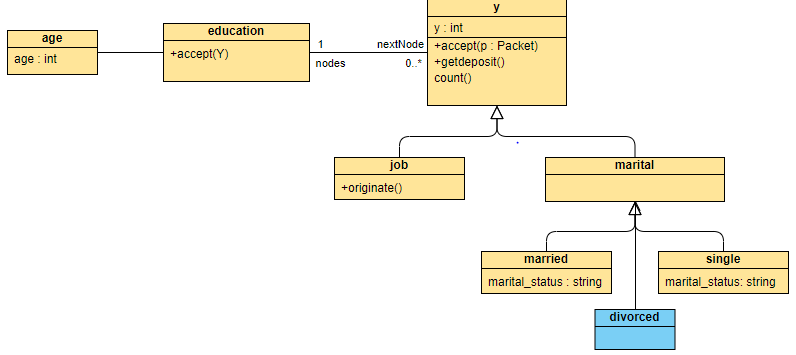 y
education
age
y : int
1
nextNode
+accept(p : Packet)
+accept(Y)
age : int
nodes
0..*
+getdeposit()
count()
job
marital
+originate()
married
single
marital_status : string
marital_status: string
divorced